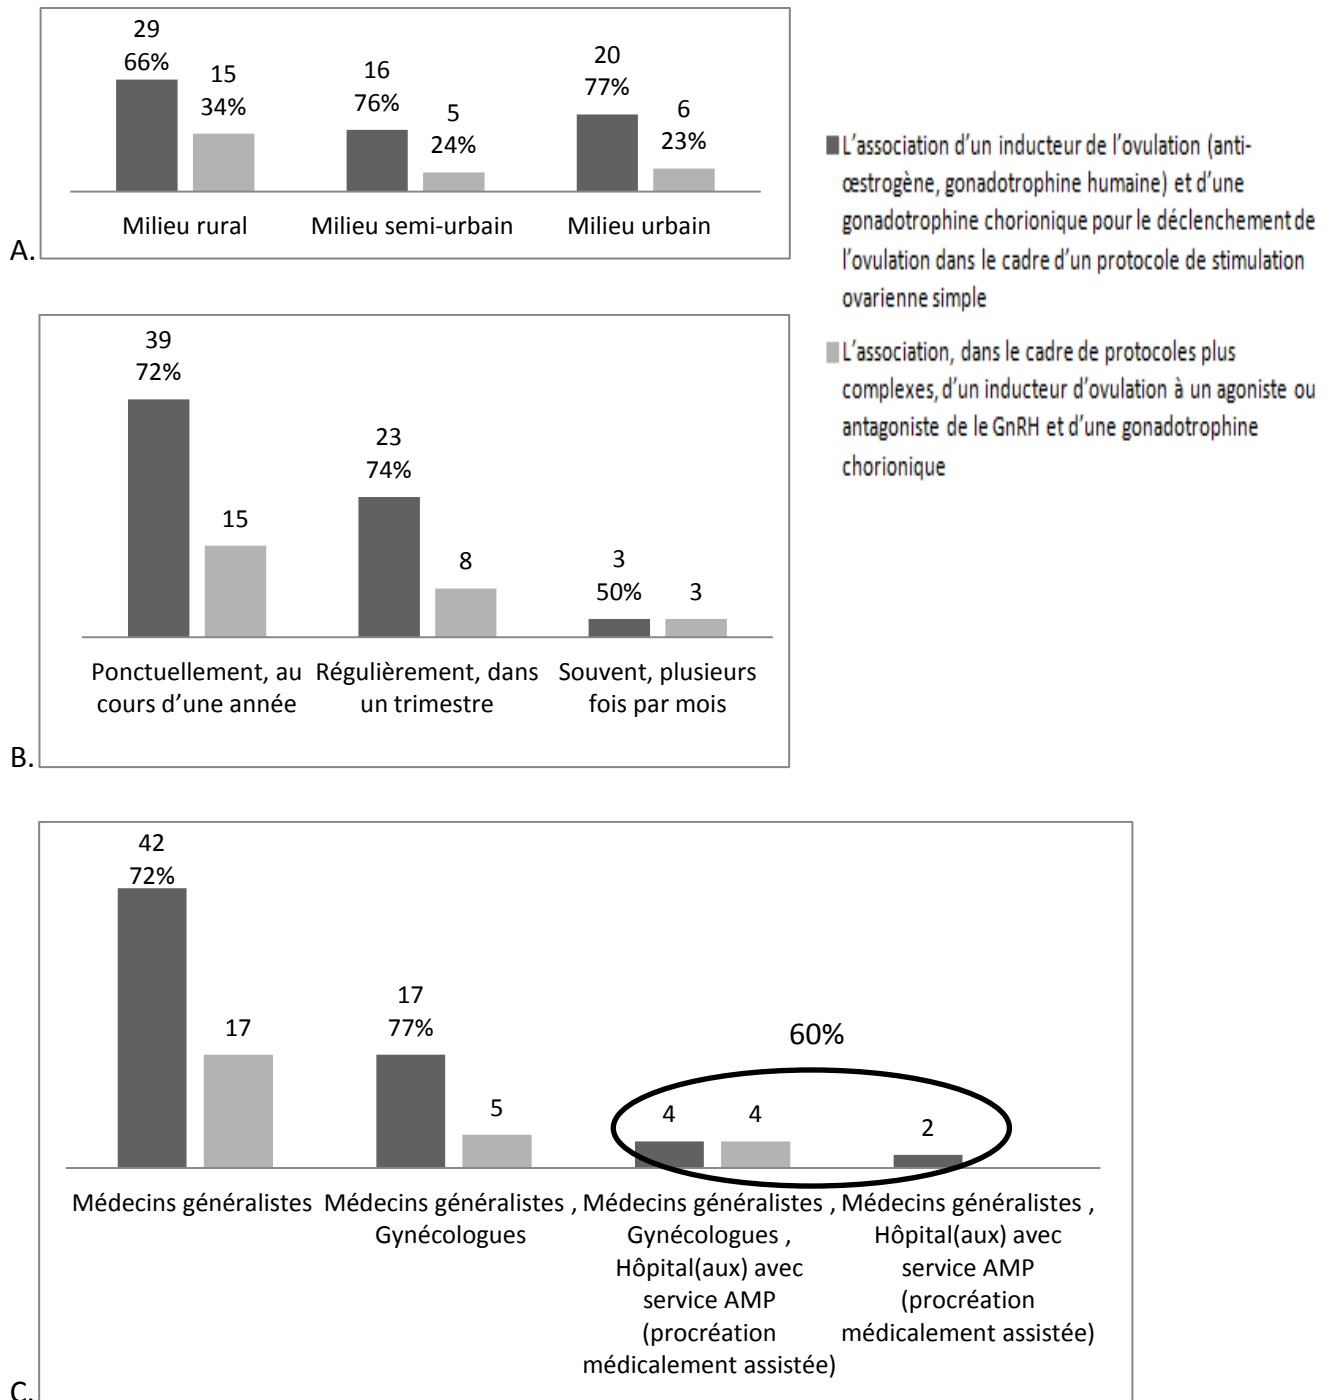 29
66%
15
34%
16
76%
5
24%
20
77%
6
23%
Milieu rural
Milieu semi-urbain
Milieu urbain
A.
L'association d'un inducteur de l'ovulation (anti-
œstrogène, gonadotrophine humaine) et d'une
gonadotrophine chorionique pour le déclenchement de
l'ovulation dans le cadre d'un protocole de stimulation
ovarienne simple
L'association, dans le cadre de protocoles plus
complexes, d'un inducteur d'ovulation à un agoniste ou
antagoniste de le GnRH et d'une gonadotrophine
chorionique
39
72%
15
23
74%
8
3
50%
3
Ponctuellement, au
cours d'une année
Régulièrement, dans
un trimestre
Souvent, plusieurs
fois par mois
B.
42
72%
17
17
77%
5
60%
4
4
2
Médecins généralistes
Médecins généralistes ,
Gynécologues
Médecins généralistes ,
Gynécologues ,
Hôpital(aux) avec
service AMP
(procréation
médicalement assistée)
Médecins généralistes ,
Hôpital(aux) avec
service AMP
(procréation
médicalement assistée)
C.